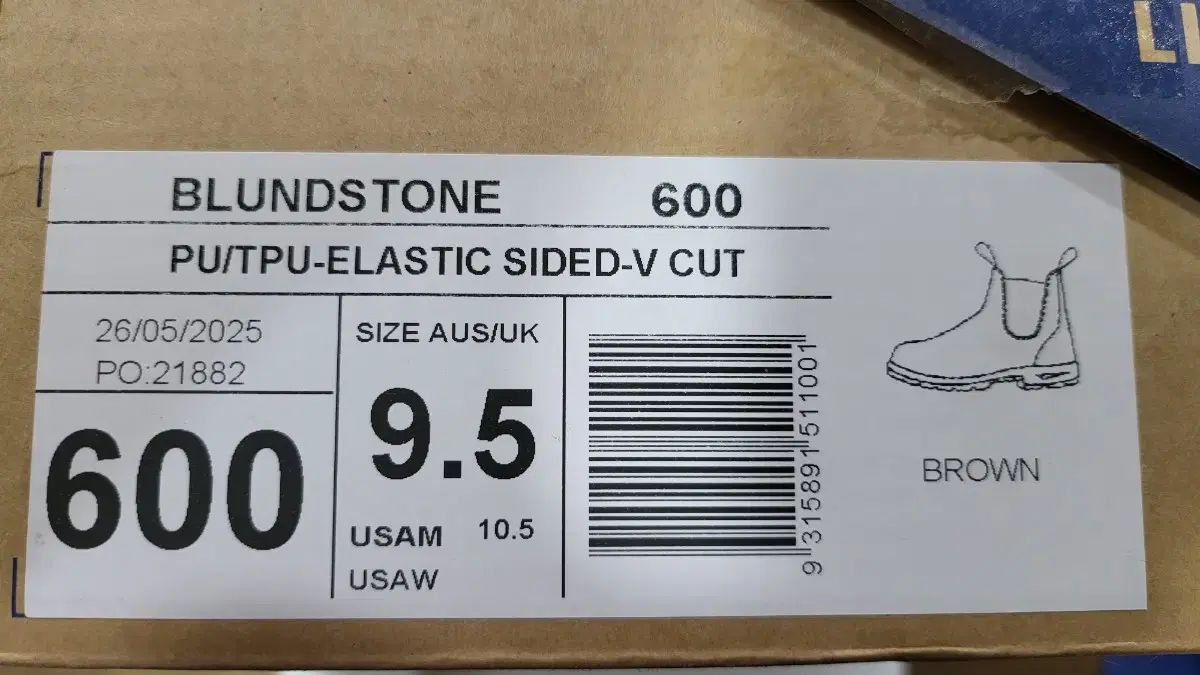 LI
BLUNDSTONE 600
PU/TPU-ELASTIC SIDED-V CUT
26/05/2025
PO:21882
600
SIZE AUS/UK
9.5
USAM 10.5
USAW
9 315891 511001
BROWN